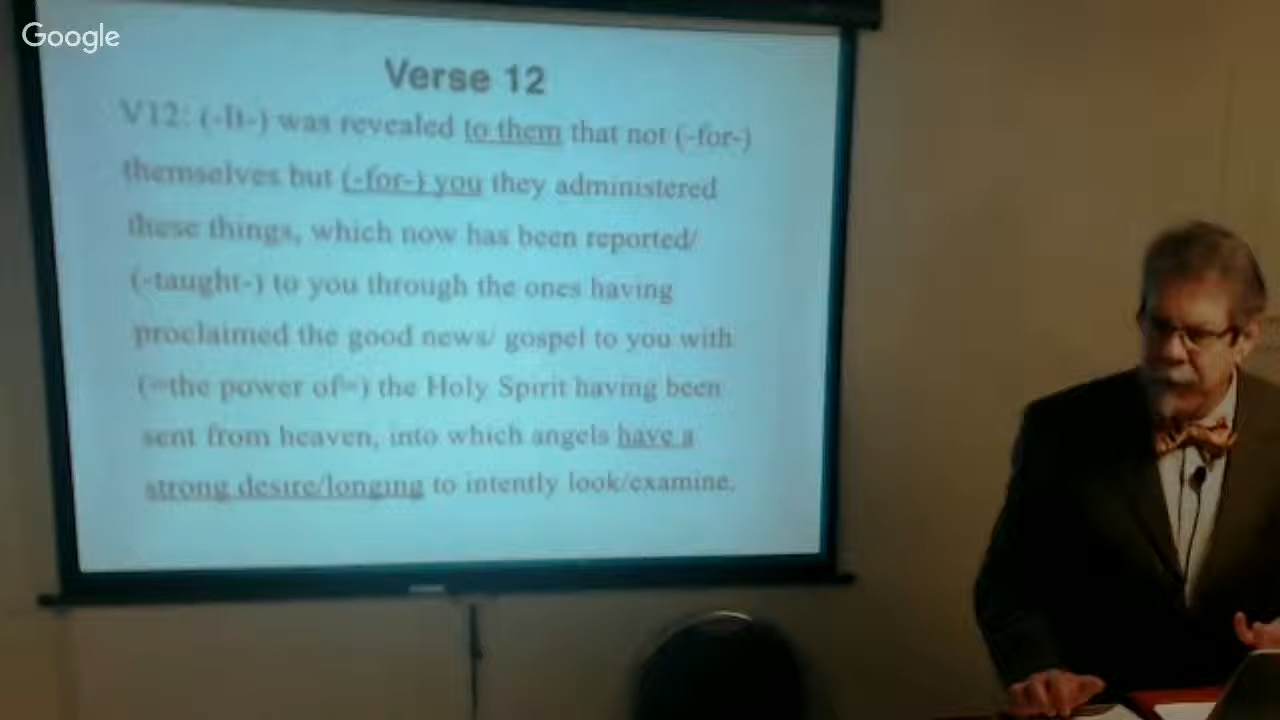 Google
Verse 12
V12: (-It-) was revealed to them that not (-for-)
themselves but (-for-) you they administered
these things, which now has been reported/
(-taught-) to you through the ones having
proclaimed the good news/ gospel to you with
(=the power of=) the Holy Spirit having been
sent from heaven, into which angels have a
strong desire/longing to intently look/examine.